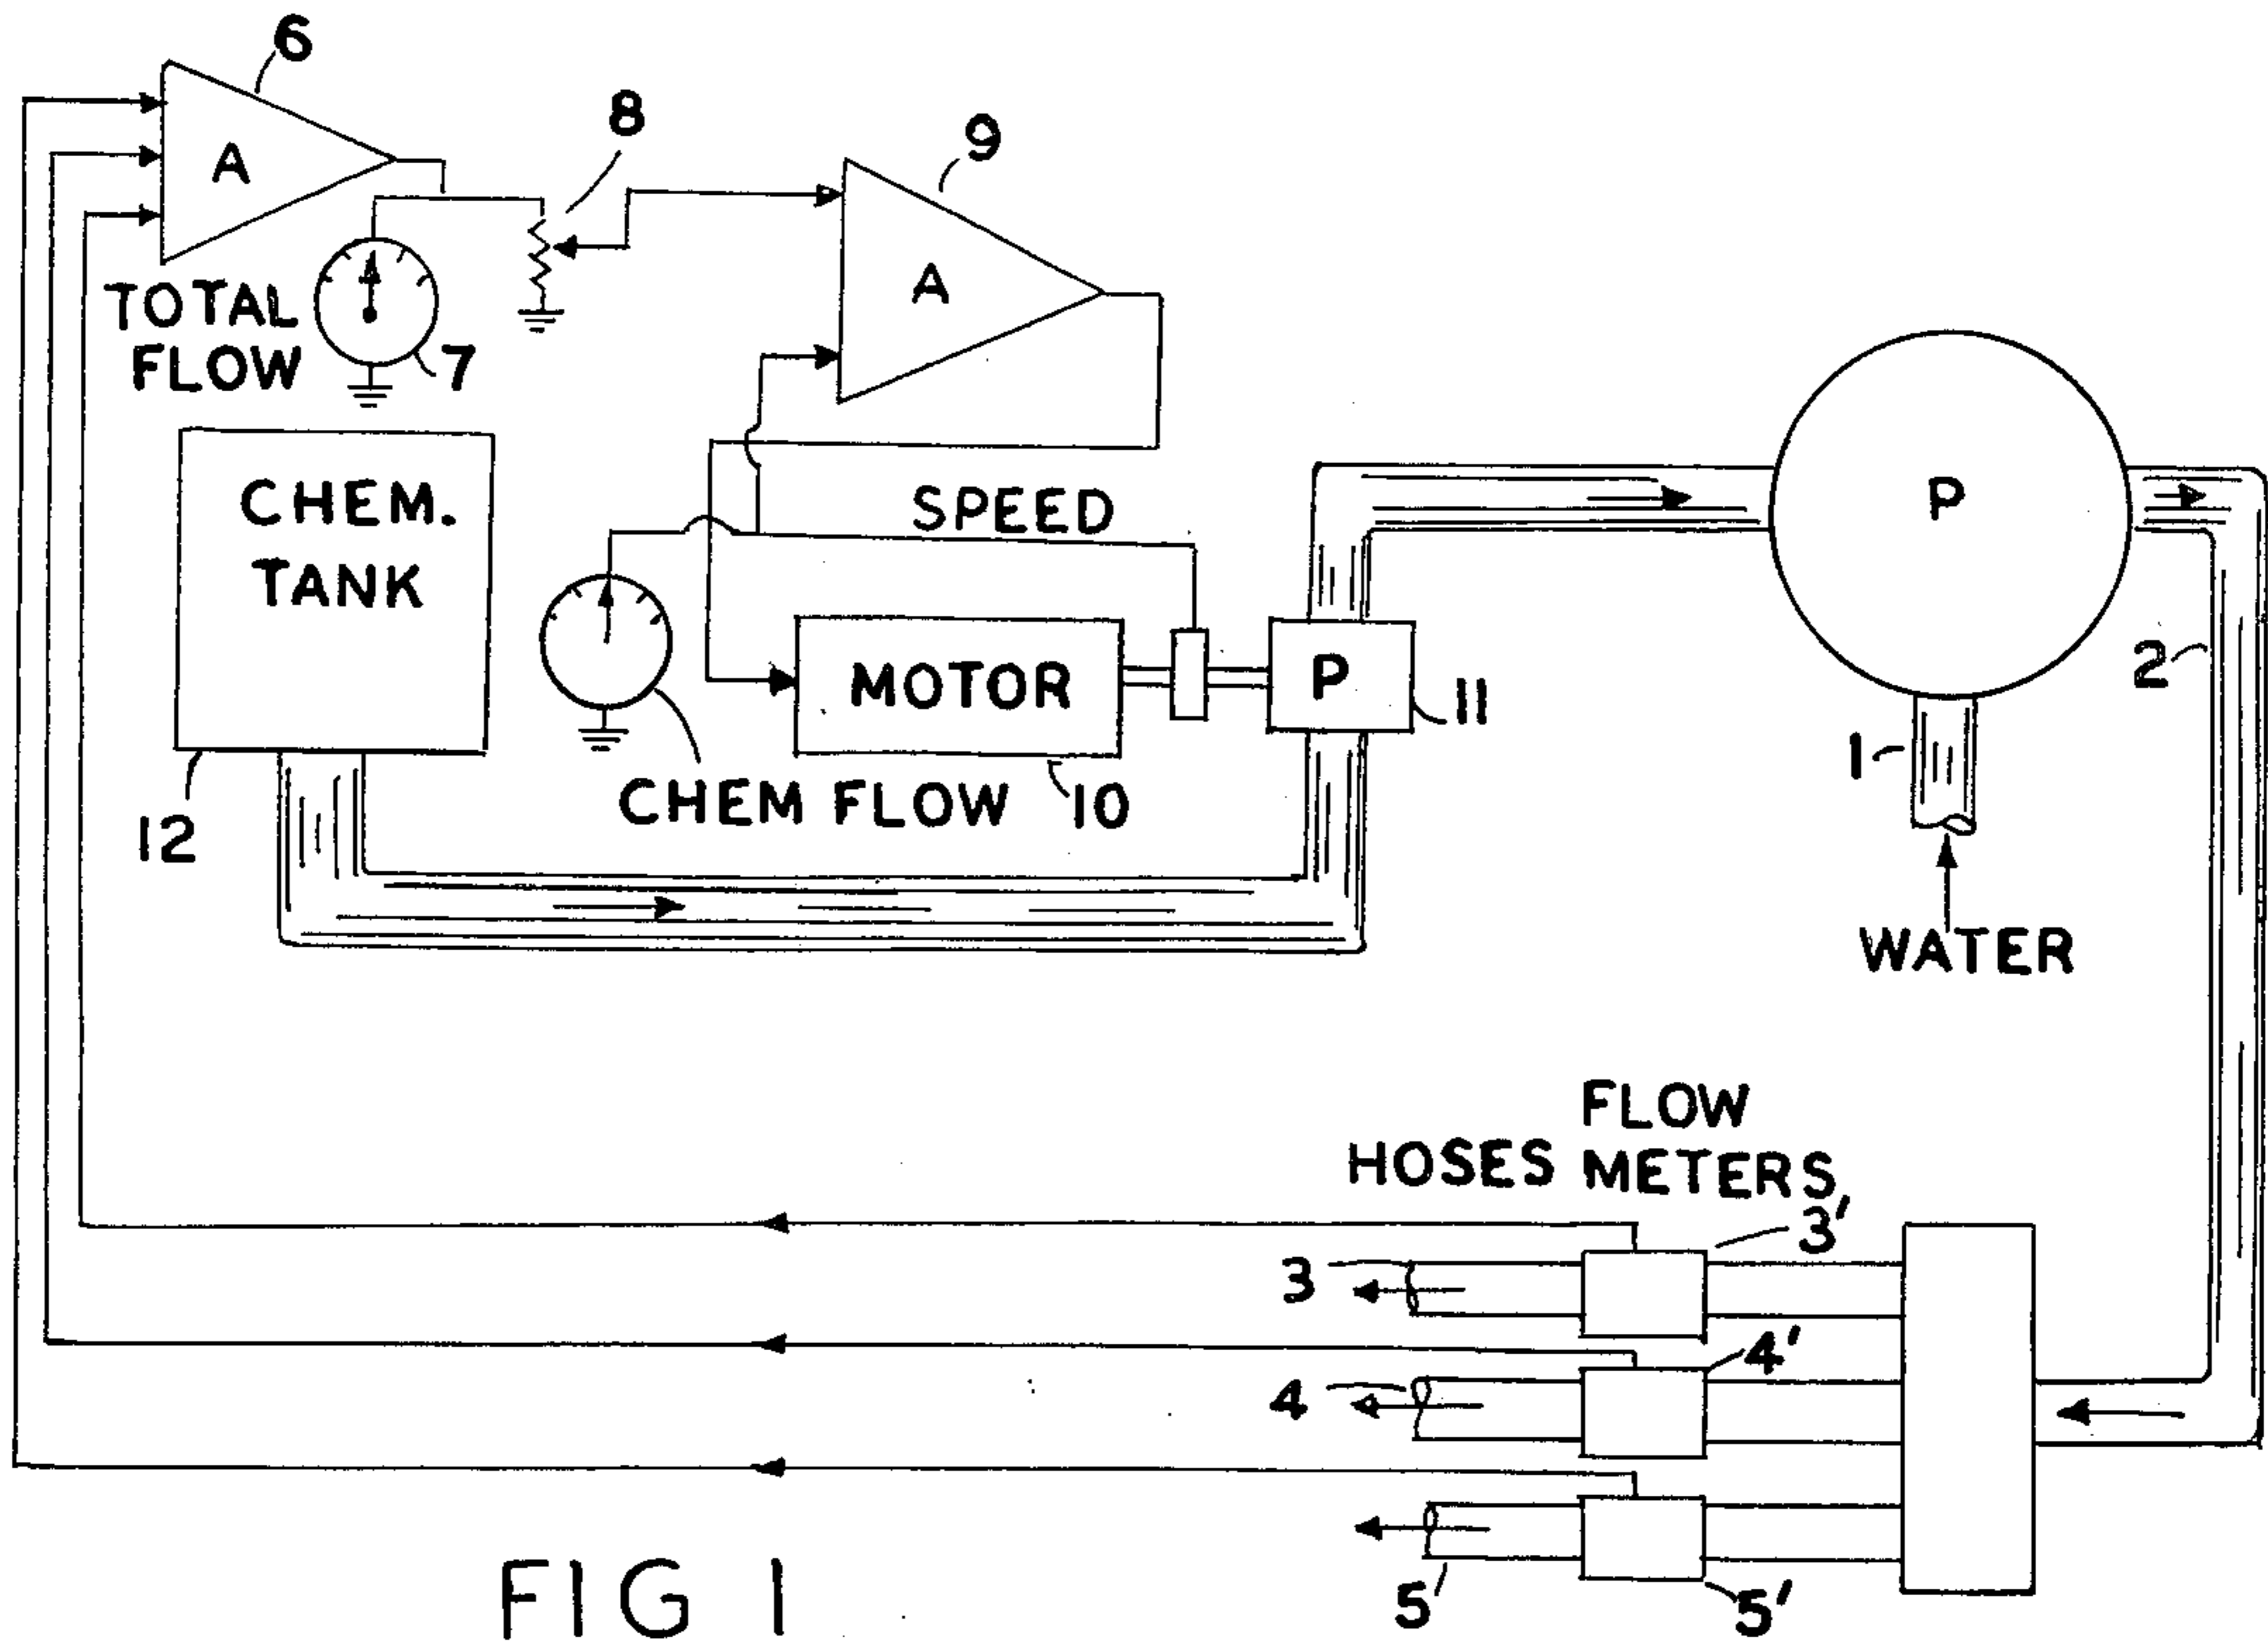 6
8
9
A
A
TOTAL
FLOW
7
CHEM.
TANK
SPEED
P
2
MOTOR
P
11
1
CHEM FLOW
10
12
WATER
FLOW
HOSES METERS
3'
3
4'
4
5
5'
FIG 1